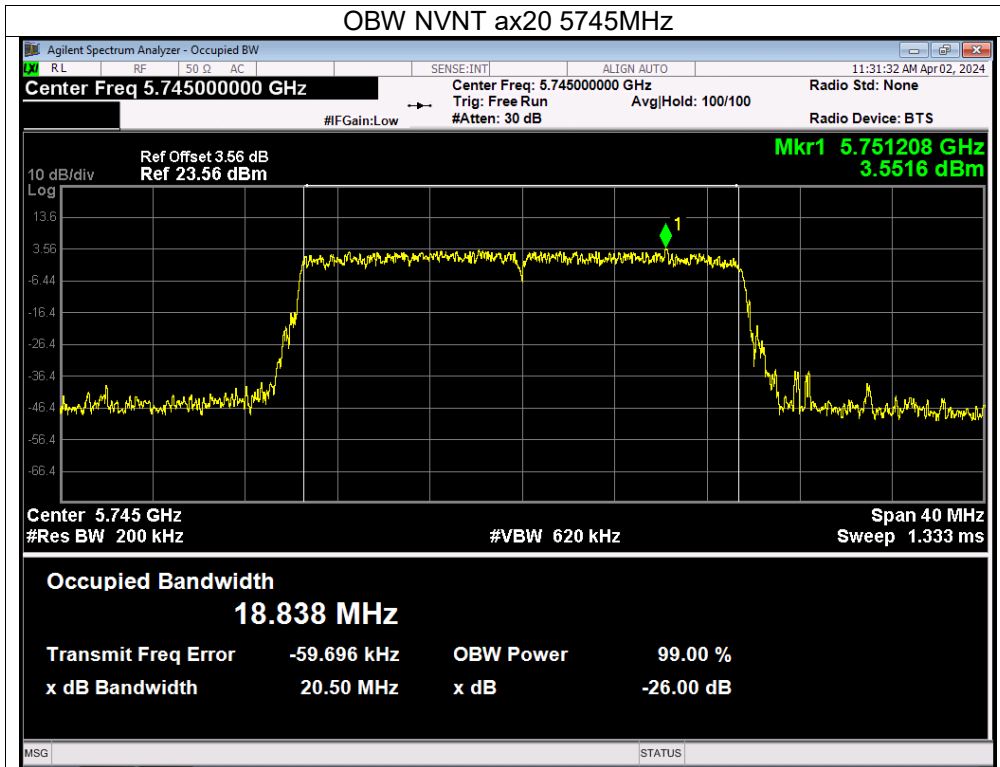 OBW NVNT ax20 5745MHz
Agilent Spectrum Analyzer - Occupied BW
LXI RL RF 50 Ω AC SENSE:INT ALIGN AUTO 11:31:32 AM Apr 02, 2024
Center Freq 5.745000000 GHz Center Freq: 5.745000000 GHz Radio Std: None
Trig: Free Run Avg|Hold: 100/100
#IFGain:Low #Atten: 30 dB Radio Device: BTS
Mkr1 5.751208 GHz
3.5516 dBm
Ref Offset 3.56 dB
10 dB/div Ref 23.56 dBm
Log
13.6
1
3.56
-6.44
-16.4
-26.4
-36.4
-46.4
-56.4
-66.4
Center 5.745 GHz Span 40 MHz
#Res BW 200 kHz #VBW 620 kHz Sweep 1.333 ms
Occupied Bandwidth
18.838 MHz
Transmit Freq Error -59.696 kHz OBW Power 99.00 %
x dB Bandwidth 20.50 MHz x dB -26.00 dB
MSG STATUS